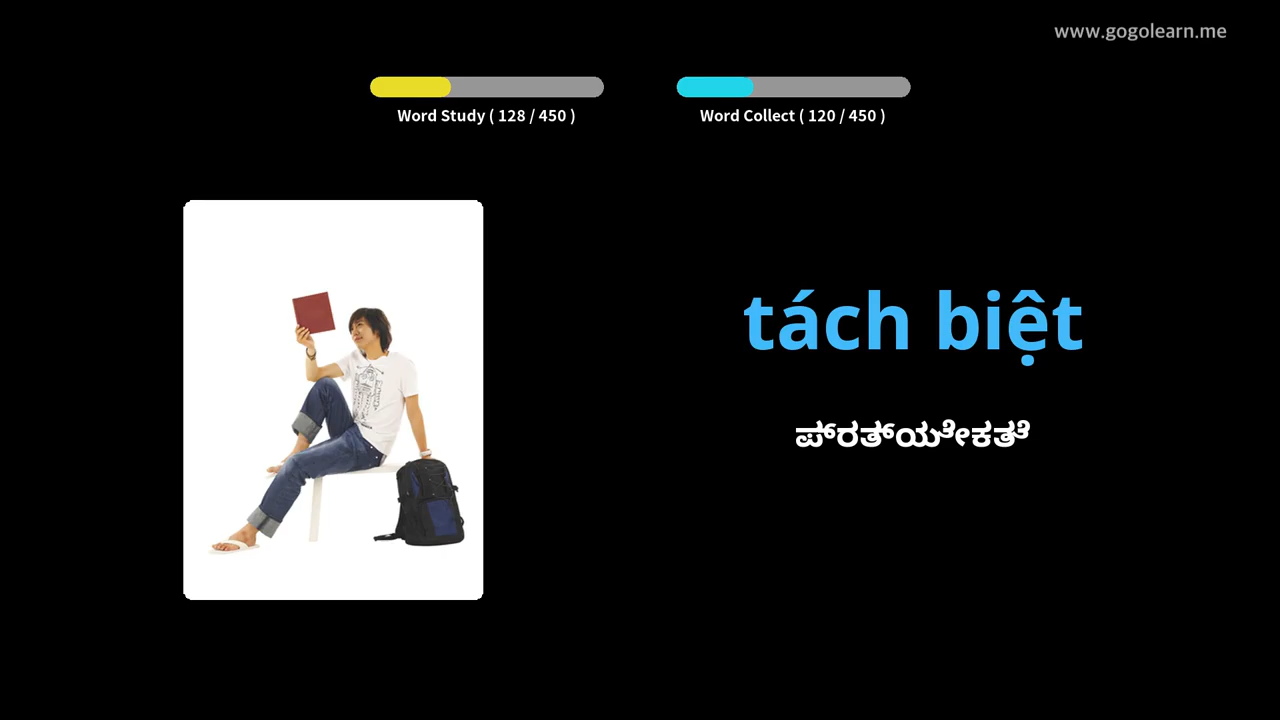 www.gogolearn.me
Word Study ( 128 / 450 )
Word Collect ( 120 / 450 )
tách biệt
ಪ್ರತ್ಯೇಕತೆ